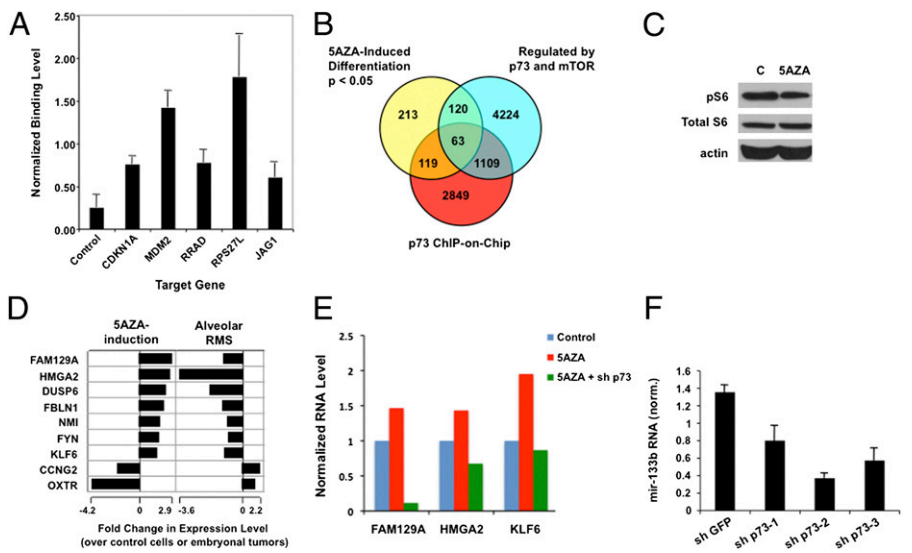 A
Normalized Binding Level
2.50
2.00
1.50
1.00
0.50
0.00
Control
CDKN1A
MDM2
RRAD
RPS27L
JAG1
Target Gene
B
5AZA-Induced
Differentiation
p < 0.05
Regulated by
p73 and mTOR
213
120
4224
63
119
1109
2849
p73 ChIP-on-Chip
C
C 5AZA
pS6
Total S6
actin
D
5AZA-
induction
Alveolar
RMS
FAM129A
HMGA2
DUSP6
FBLN1
NMI
FYN
KLF6
CCNG2
OXTR
-4.2 0 2.9 -3.6 0 2.2
Fold Change in Expression Level
(over control cells or embryonal tumors)
E
Normalized RNA Level
2.5
2
1.5
1
0.5
0
FAM129A HMGA2 KLF6
Control
5AZA
5AZA + sh p73
F
mir-133b RNA (norm.)
1.6
1.4
1.2
1
0.8
0.6
0.4
0.2
0
sh GFP
sh p73-1
sh p73-2
sh p73-3